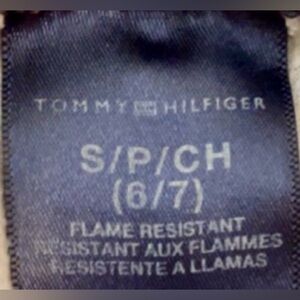 TOMMY HILFIGER
S/P/CH
(6/7)
FLAME RESISTANT
RESISTANT AUX FLAMMES
RESISTENTE A LLAMAS